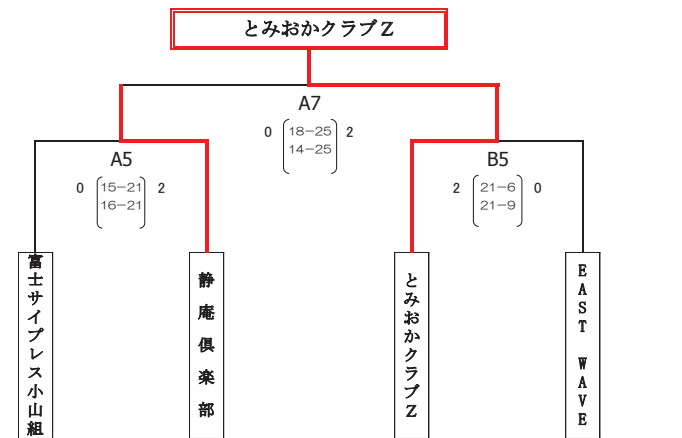 とみおかクラブZ
A7
0 18-25 2
14-25
A5
0 15-21 2
16-21
B5
2 21-6 0
21-9
富士サイプレス小山組
静庵倶楽部
とみおかクラブZ
EAST WAVE